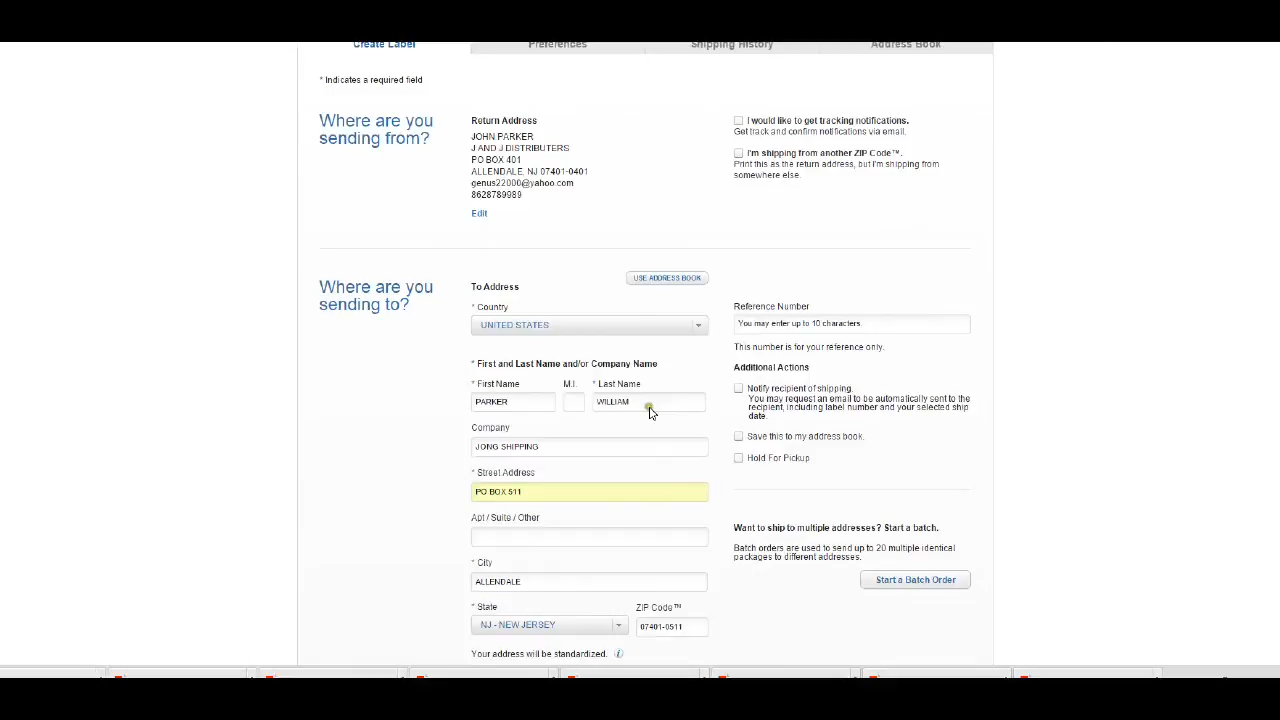 Create Label Preferences Shipping History Address Book
* Indicates a required field
Where are you
sending from?
Return Address
JOHN PARKER
J AND J DISTRIBUTERS
PO BOX 401
ALLENDALE, NJ 07401-0401
genus22000@yahoo.com
8628789989
Edit
I would like to get tracking notifications.
Get track and confirm notifications via email.
I'm shipping from another ZIP Code™.
Print this as the return address, but I'm shipping from
somewhere else.
Where are you
sending to?
To Address
USE ADDRESS BOOK
* Country
UNITED STATES
* First and Last Name and/or Company Name
* First Name M.I. * Last Name
PARKER WILLIAM
Company
JONG SHIPPING
* Street Address
PO BOX 511
Apt / Suite / Other
* City
ALLENDALE
* State ZIP Code™
NJ - NEW JERSEY 07401-0511
Your address will be standardized. i
Reference Number
You may enter up to 10 characters
This number is for your reference only.
Additional Actions
Notify recipient of shipping.
You may request an email to be automatically sent to the
recipient, including label number and your selected ship
date.
Save this to my address book.
Hold For Pickup
Want to ship to multiple addresses? Start a batch.
Batch orders are used to send up to 20 multiple identical
packages to different addresses.
Start a Batch Order